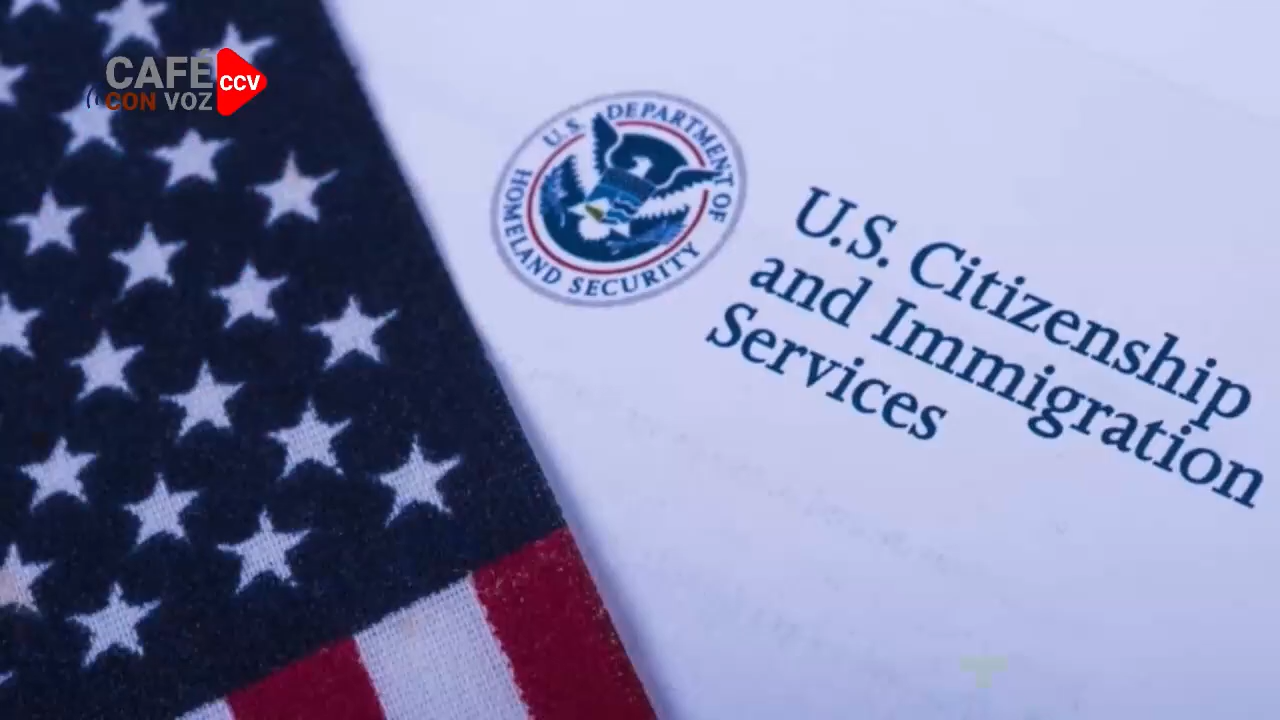 CAFÉ
CON VOZ
CCV
U.S. DEPARTMENT OF
HOMELAND SECURITY
U.S. Citizenship
and Immigration
Services